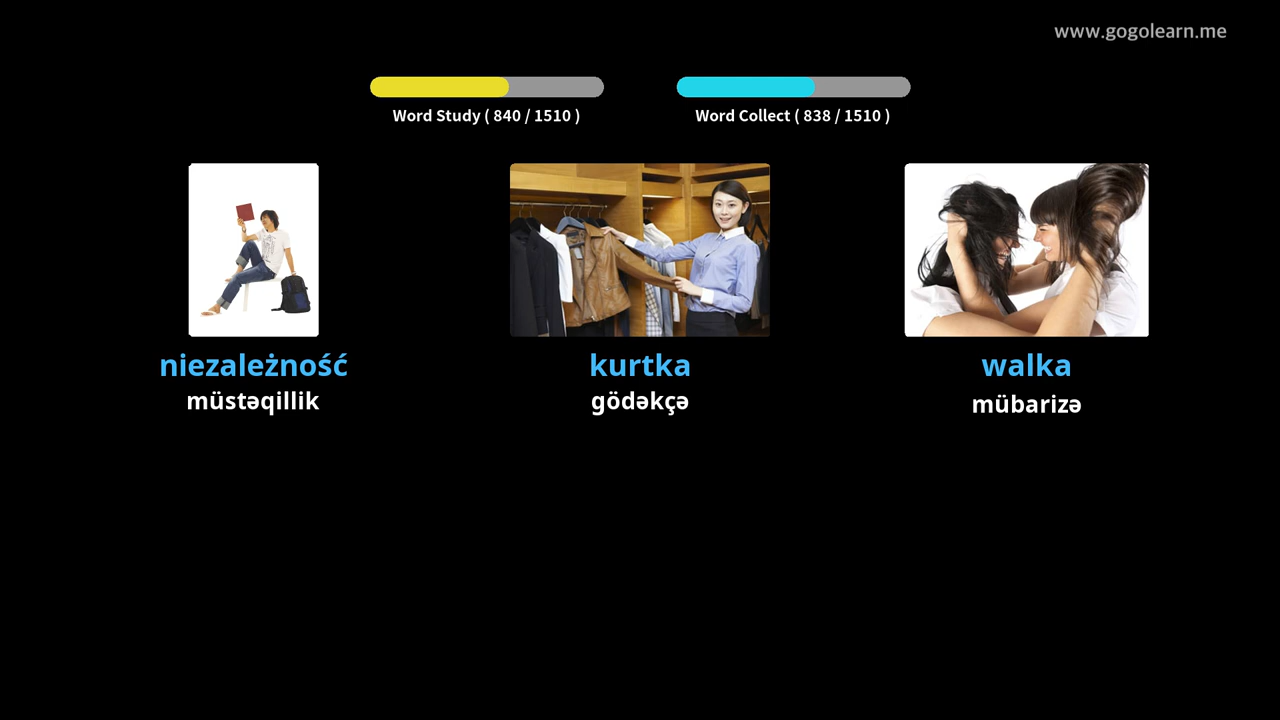 www.gogolearn.me
Word Study ( 840 / 1510 )
Word Collect ( 838 / 1510 )
niezależność
kurtka
walka
müstəqillik
gödəkçə
mübarizə